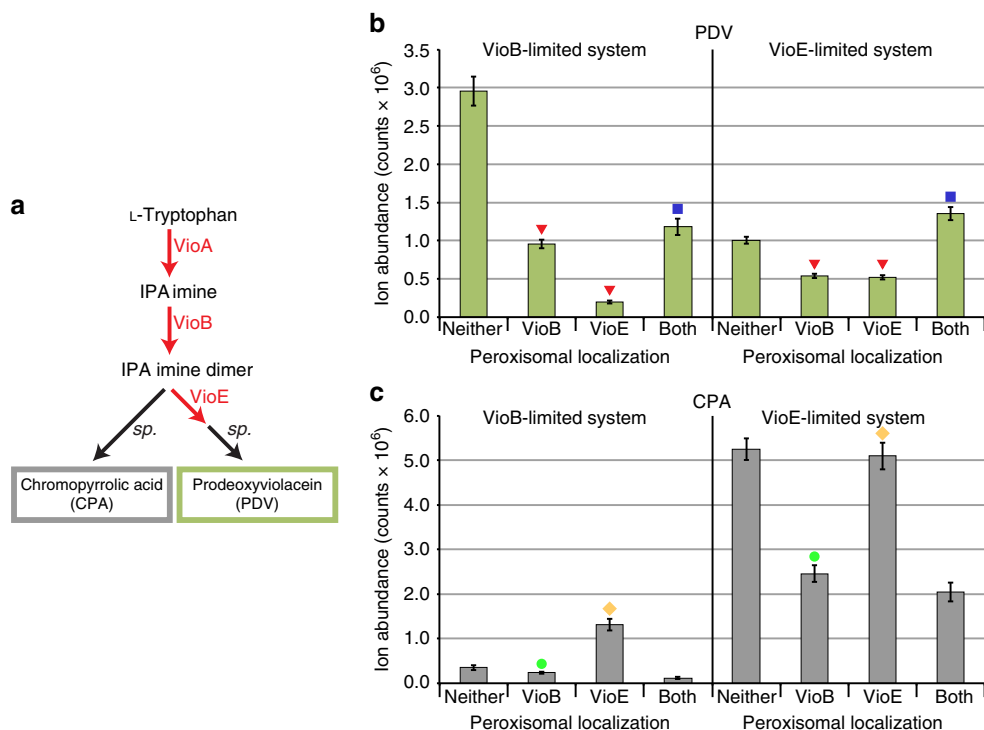 a
L-Tryptophan
VioA
IPA imine
VioB
IPA imine dimer
VioE
sp.
sp.
Chromopyrrolic acid
(CPA)
Prodeoxyviolacein
(PDV)
b
PDV
VioB-limited system
VioE-limited system
Ion abundance (counts × 10⁶)
3.5
3.0
2.5
2.0
1.5
1.0
0.5
0.0
Neither VioB VioE Both Neither VioB VioE Both
Peroxisomal localization Peroxisomal localization
c
CPA
VioB-limited system
VioE-limited system
Ion abundance (counts × 10⁶)
6.0
5.0
4.0
3.0
2.0
1.0
0.0
Neither VioB VioE Both Neither VioB VioE Both
Peroxisomal localization Peroxisomal localization